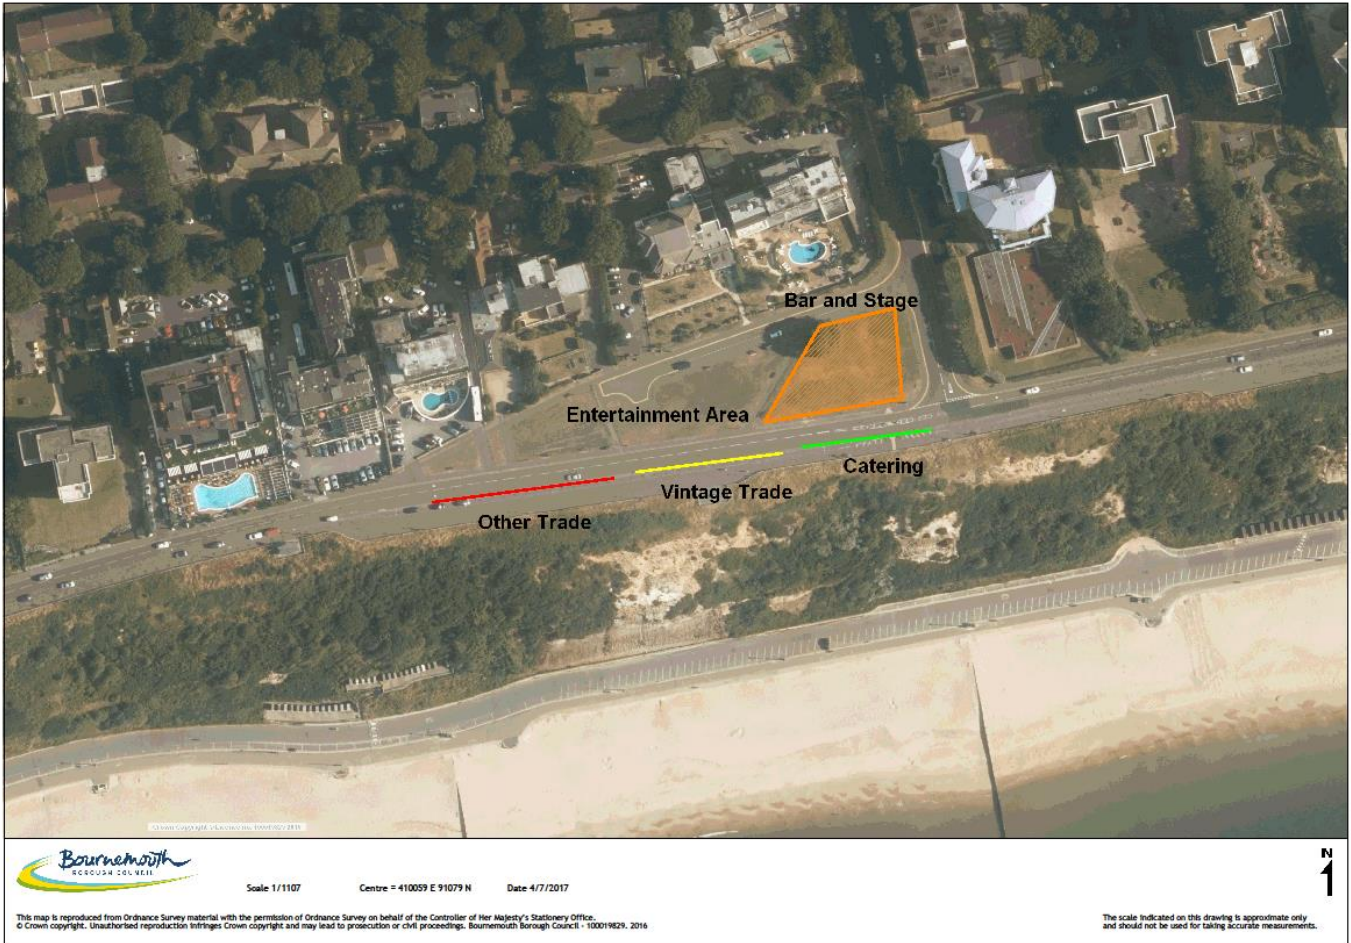 Bar and Stage
Entertainment Area
Catering
Vintage Trade
Other Trade
Bournemouth
BOROUGH COUNCIL
Scale 1/1107 Centre = 410059 E 91079 N Date 4/7/2017
N
1
This map is reproduced from Ordnance Survey material with the permission of Ordnance Survey on behalf of the Controller of Her Majesty's Stationery Office.
© Crown copyright. Unauthorised reproduction infringes Crown copyright and may lead to prosecution or civil proceedings. Bournemouth Borough Council - 100019829. 2016
The scale indicated on this drawing is approximate only
and should not be used for taking accurate measurements.